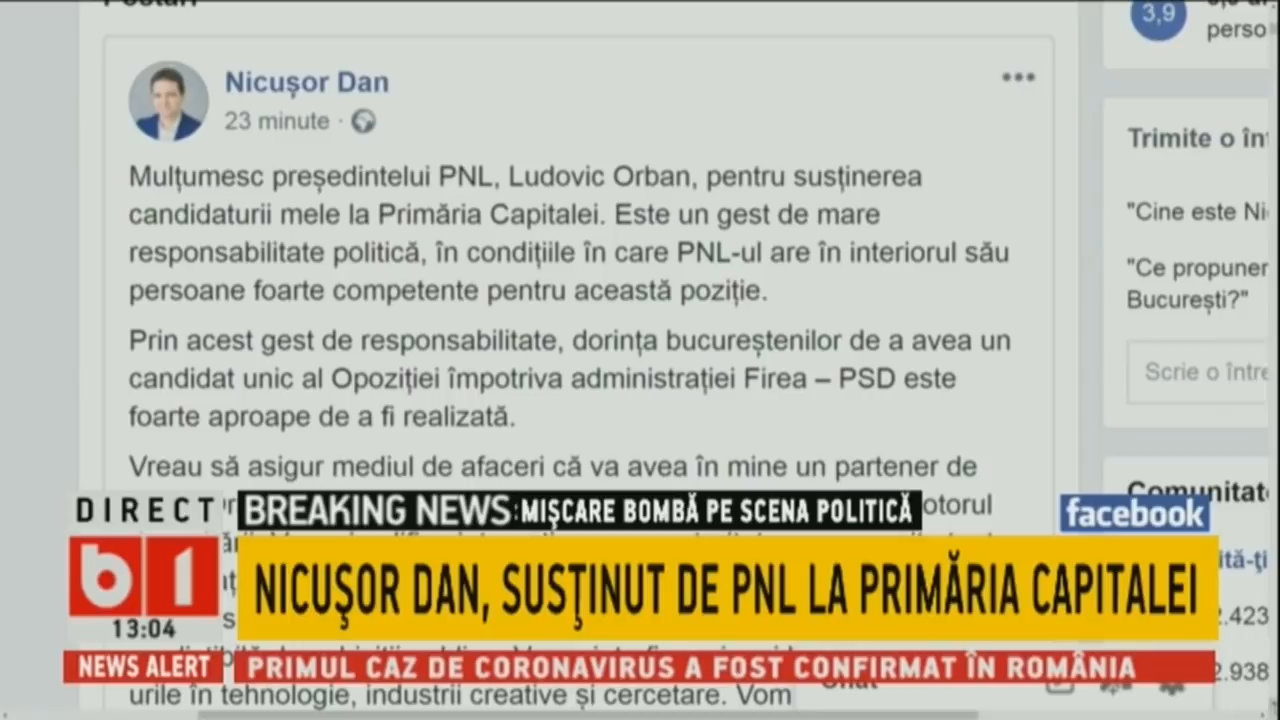 3,9
perso
Nicușor Dan
23 minute
Trimite o în
Mulțumesc președintelui PNL, Ludovic Orban, pentru susținerea
candidaturii mele la Primăria Capitalei. Este un gest de mare
responsabilitate politică, în condițiile în care PNL-ul are în interiorul său
persoane foarte competente pentru această poziție.
"Cine este Ni
"Ce propuner
București?"
Prin acest gest de responsabilitate, dorința bucureștenilor de a avea un
candidat unic al Opoziției împotriva administrației Firea – PSD este
foarte aproape de a fi realizată.
Scrie o între
Vreau să asigur mediul de afaceri că va avea în mine un partener de
Comunitat
otorul
DIRECT
BREAKING NEWS: MIŞCARE BOMBĂ PE SCENA POLITICĂ
facebook
b1
NICUŞOR DAN, SUSŢINUT DE PNL LA PRIMĂRIA CAPITALEI
13:04
2.423
2.938
NEWS ALERT PRIMUL CAZ DE CORONAVIRUS A FOST CONFIRMAT ÎN ROMÂNIA
urile în tehnologie, industrii creative și cercetare. Vom